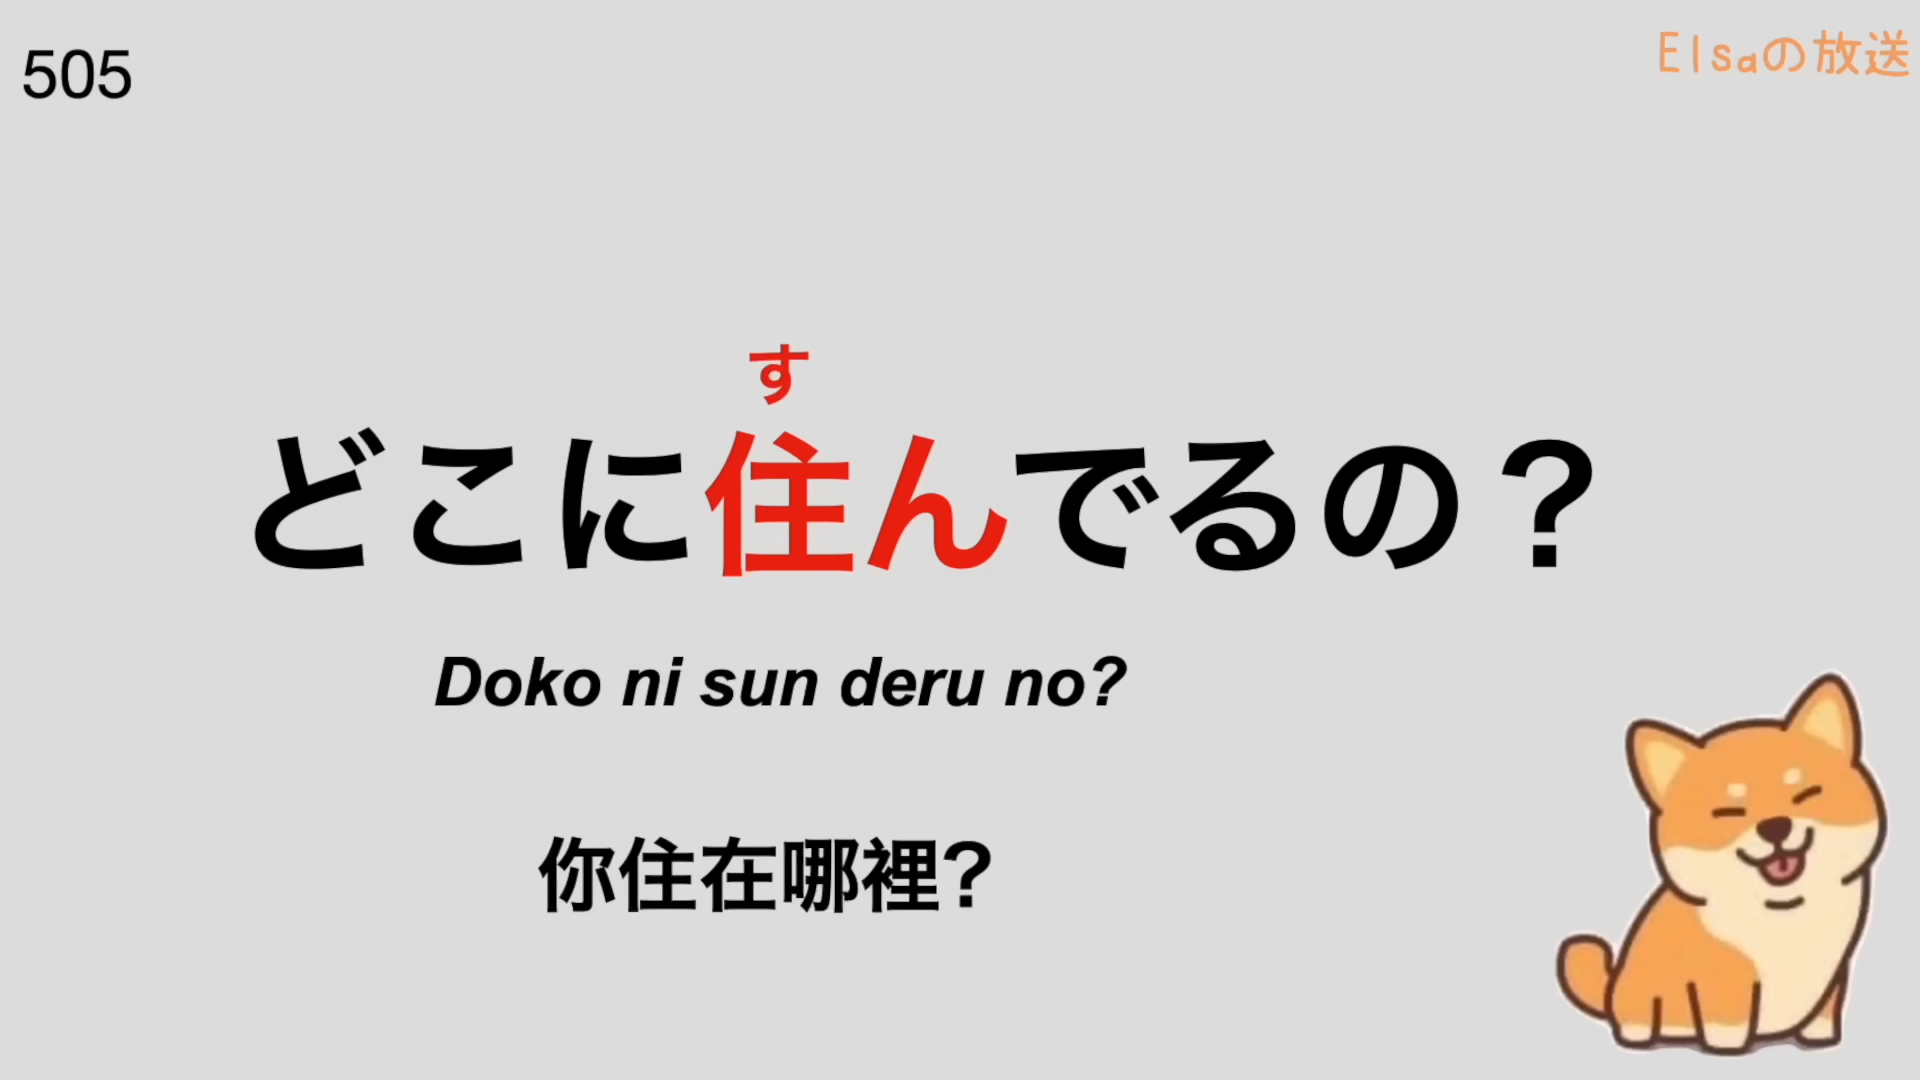 505
Elsaの放送
す
どこに住んでるの？
Doko ni sun deru no?
你住在哪裡?